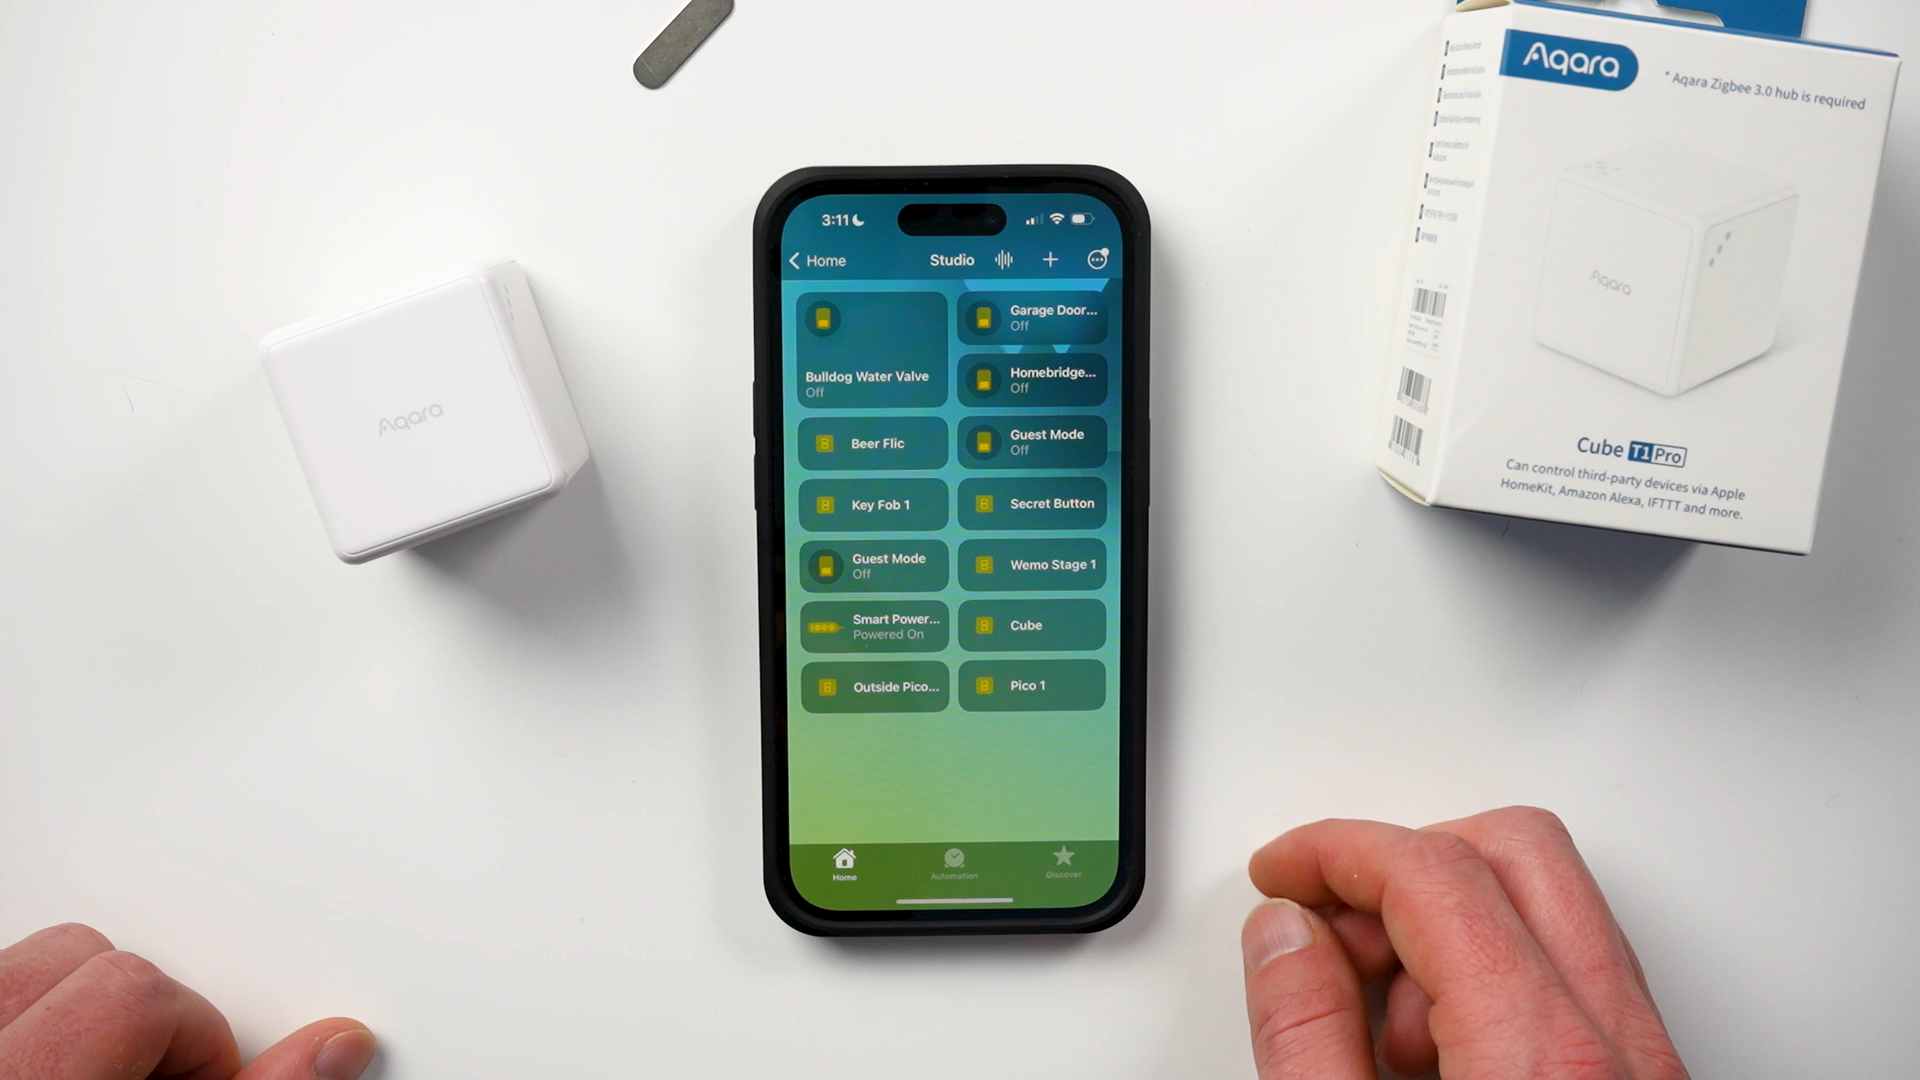 Aqara
* Aqara Zigbee 3.0 hub is required
Aqara
Cube T1 Pro
Can control third-party devices via Apple
HomeKit, Amazon Alexa, IFTTT and more.
Aqara
3:11
Home
Studio
Bulldog Water Valve
Off
Garage Door...
Off
Homebridge...
Off
Beer Flic
Guest Mode
Off
Key Fob 1
Secret Button
Guest Mode
Off
Wemo Stage 1
Smart Power...
Powered On
Cube
Outside Pico...
Pico 1
Home
Automation
Discover